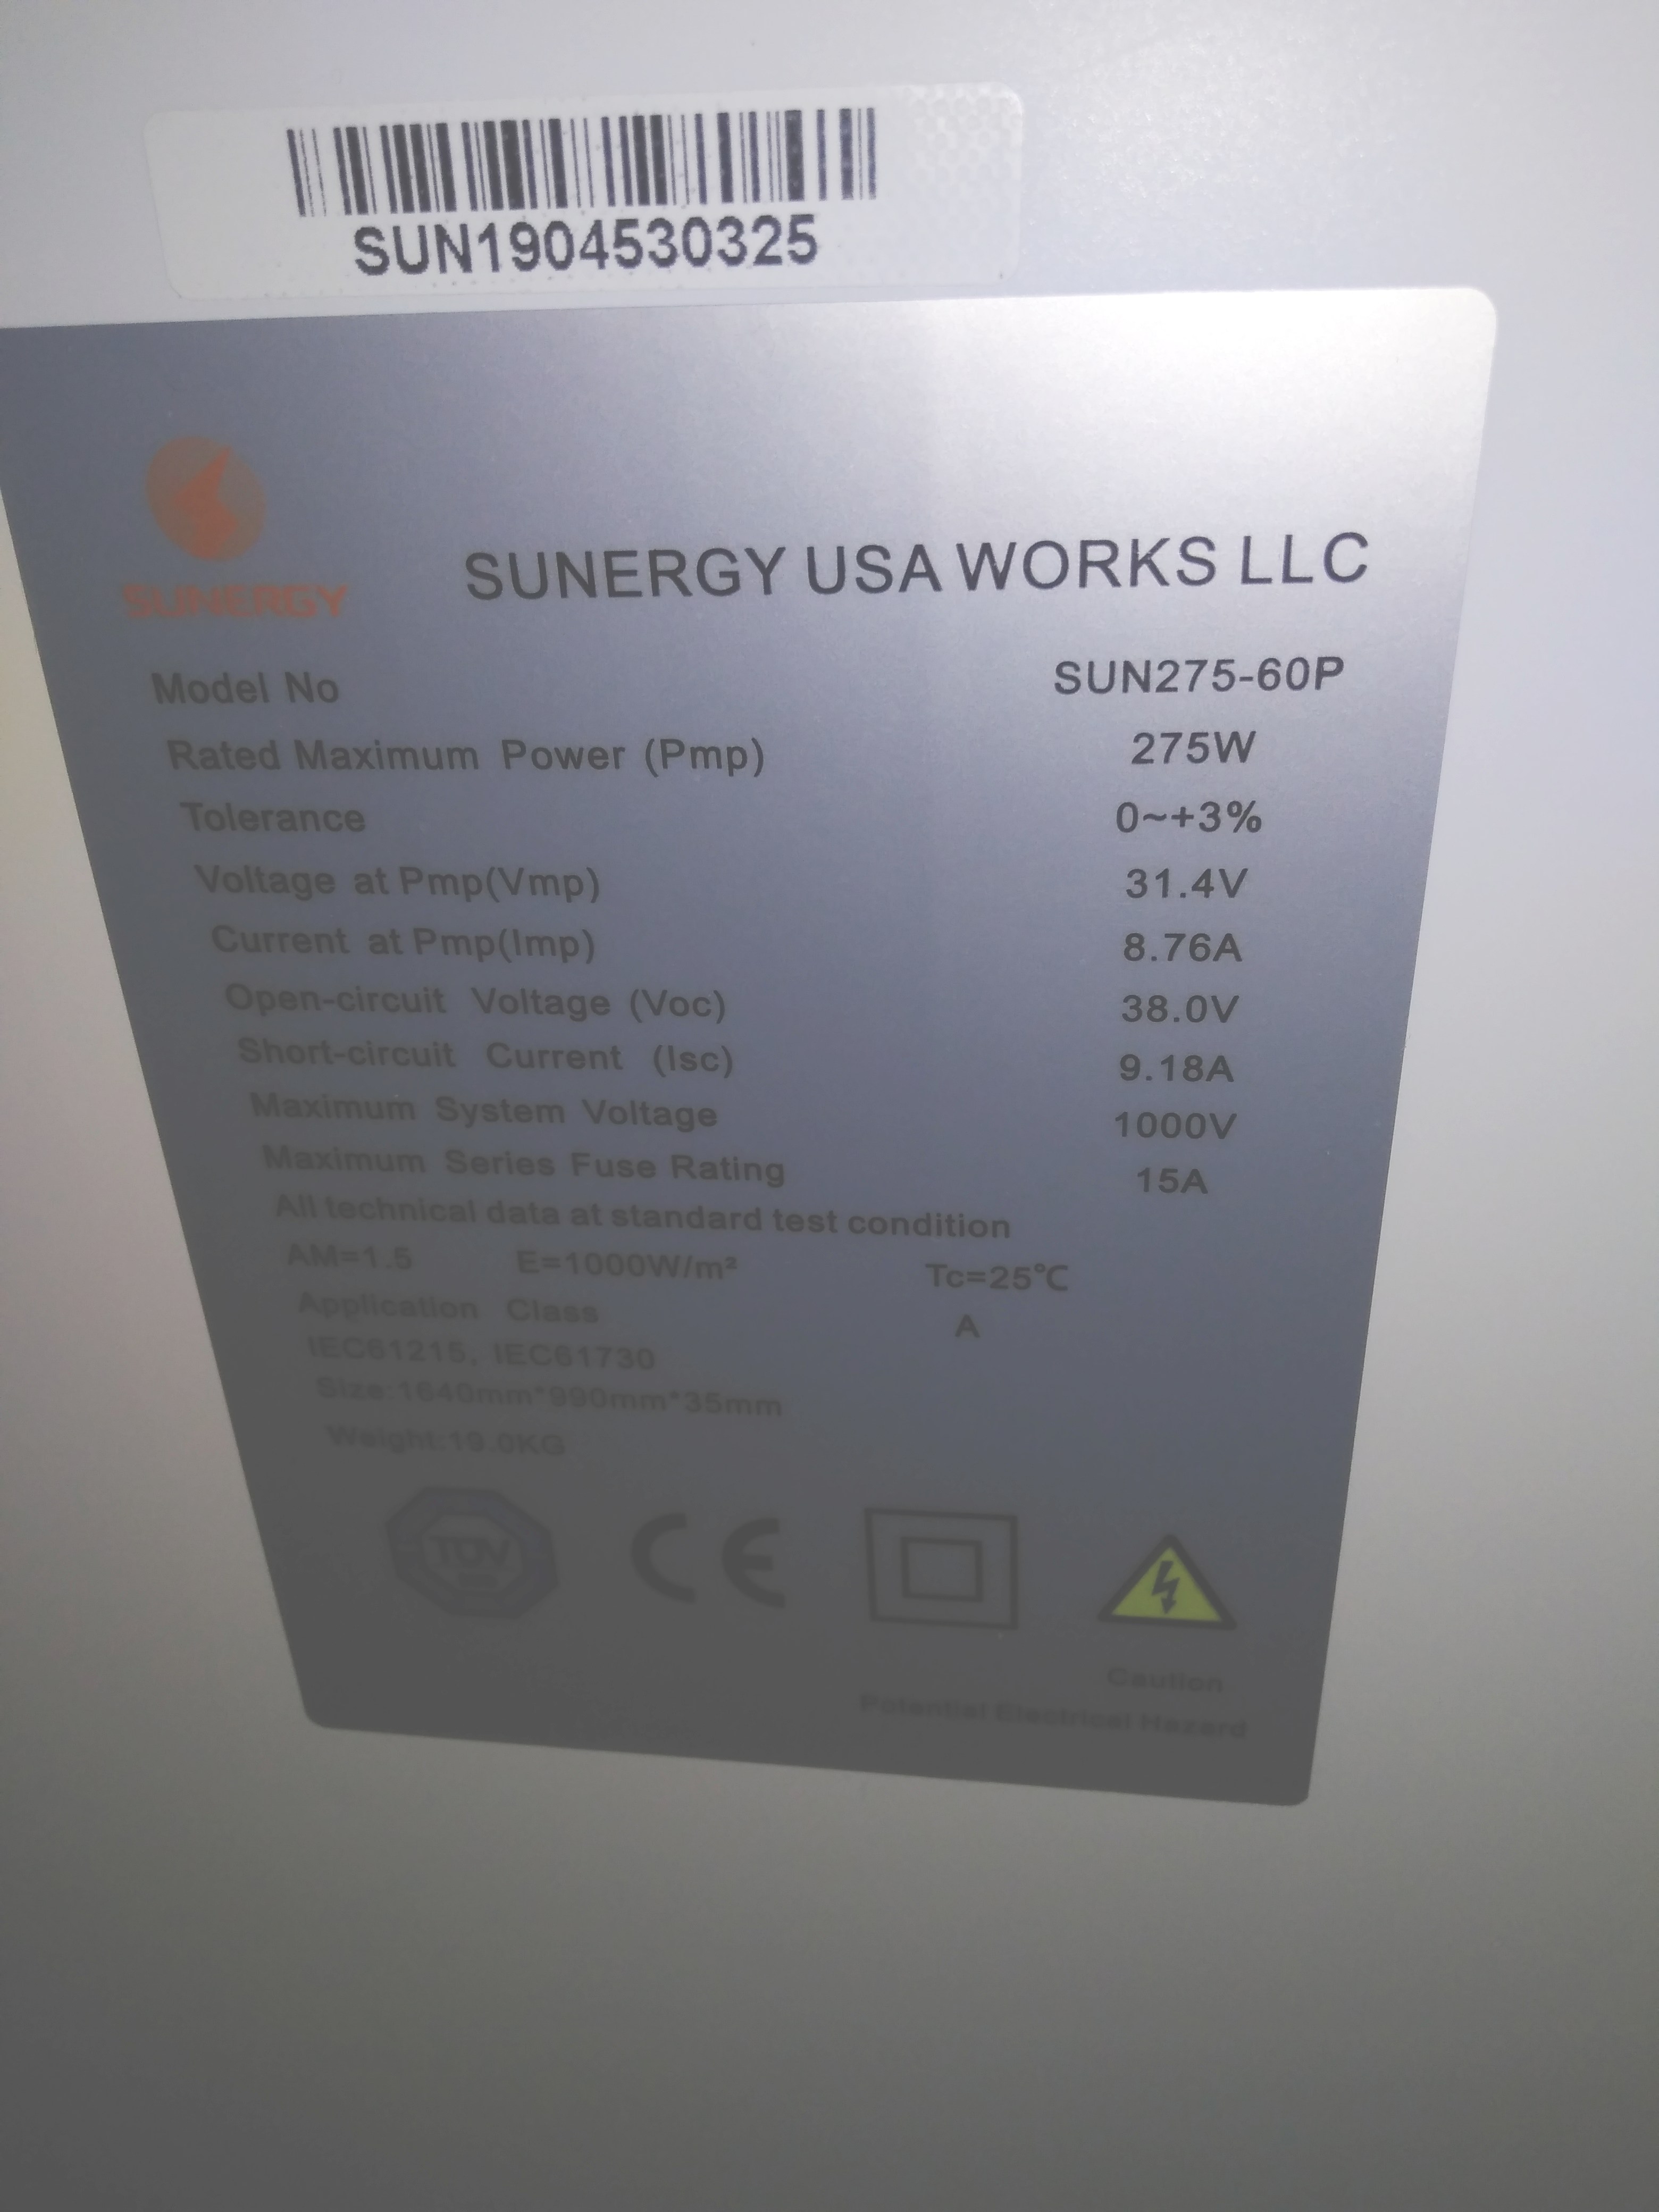 SUN1904530325
SUNERGY
SUNERGY USA WORKS LLC
Model No SUN275-60P
Rated Maximum Power (Pmp) 275W
Tolerance 0~+3%
Voltage at Pmp(Vmp) 31.4V
Current at Pmp(Imp) 8.76A
Open-circuit Voltage (Voc) 38.0V
Short-circuit Current (Isc) 9.18A
Maximum System Voltage 1000V
Maximum Series Fuse Rating 15A
All technical data at standard test condition
AM=1.5 E=1000W/m² Tc=25℃
Application Class A
IEC61215, IEC61730
Size:1640mm*990mm*35mm
Weight:19.0KG
TÜV
CE
Caution
Potential Electrical Hazard